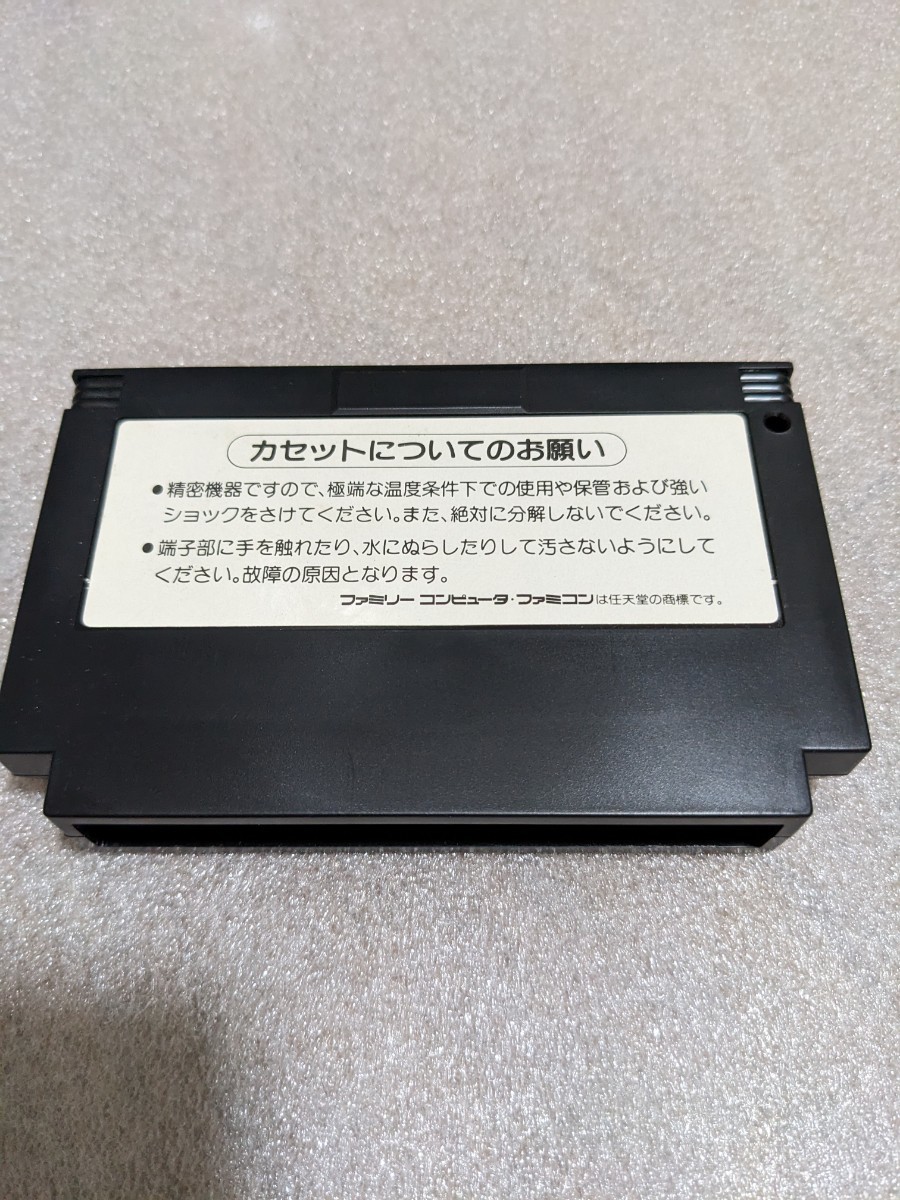 カセットについてのお願い
●精密機器ですので、極端な温度条件下での使用や保管および強い
ショックをさけてください。また、絶対に分解しないでください。
●端子部に手を触れたり、水にぬらしたりして汚さないようにして
ください。故障の原因となります。
ファミリー コンピュータ・ファミコンは任天堂の商標です。